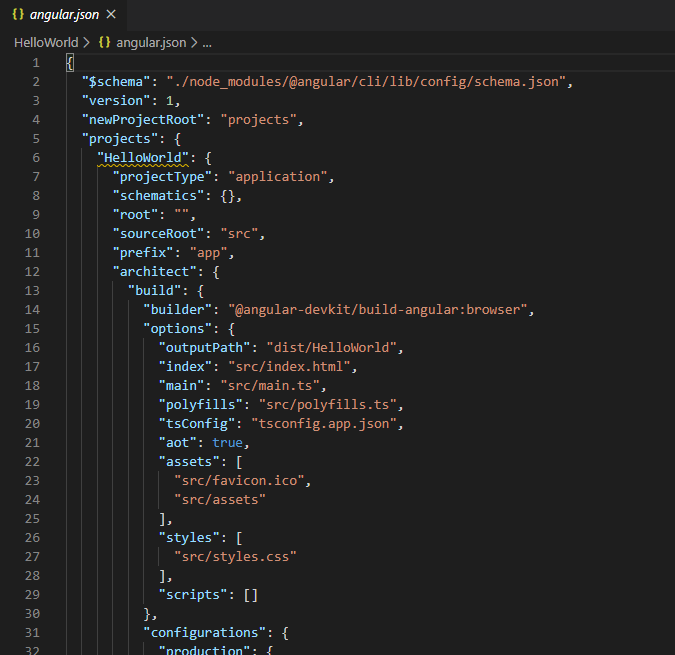 {} angular.json ×
HelloWorld > {} angular.json > ...
1 {
2 "$schema": "./node_modules/@angular/cli/lib/config/schema.json",
3 "version": 1,
4 "newProjectRoot": "projects",
5 "projects": {
6 "HelloWorld": {
7 "projectType": "application",
8 "schematics": {},
9 "root": "",
10 "sourceRoot": "src",
11 "prefix": "app",
12 "architect": {
13 "build": {
14 "builder": "@angular-devkit/build-angular:browser",
15 "options": {
16 "outputPath": "dist/HelloWorld",
17 "index": "src/index.html",
18 "main": "src/main.ts",
19 "polyfills": "src/polyfills.ts",
20 "tsConfig": "tsconfig.app.json",
21 "aot": true,
22 "assets": [
23 "src/favicon.ico",
24 "src/assets"
25 ],
26 "styles": [
27 "src/styles.css"
28 ],
29 "scripts": []
30 },
31 "configurations": {
32 "production": {